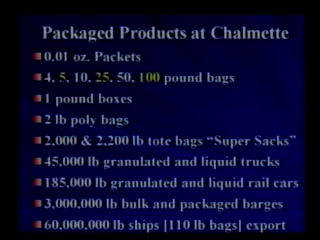 Packaged Products at Chalmette
0.01 oz. Packets
4, 5, 10, 25, 50, 100 pound bags
1 pound boxes
2 lb poly bags
2,000 & 2,200 lb tote bags “Super Sacks”
45,000 lb granulated and liquid trucks
185,000 lb granulated and liquid rail cars
3,000,000 lb bulk and packaged barges
60,000,000 lb ships [110 lb bags] export